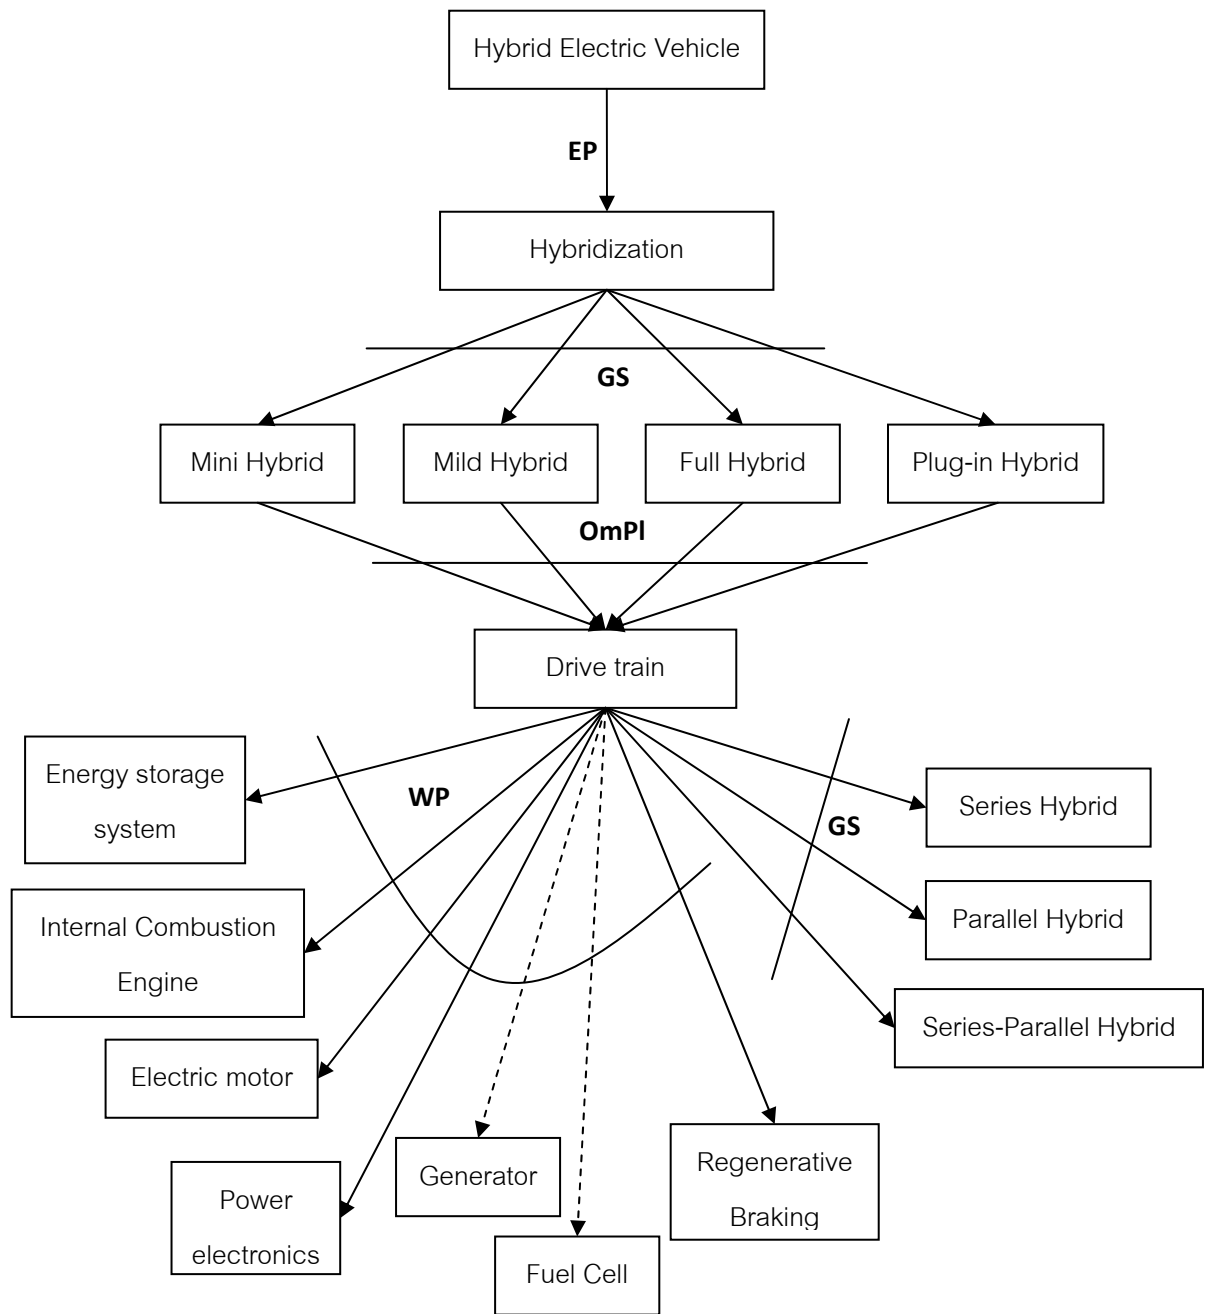 Hybrid Electric Vehicle
EP
Hybridization
GS
Mini Hybrid
Mild Hybrid
Full Hybrid
Plug-in Hybrid
OmPl
Drive train
Energy storage
system
WP
GS
Series Hybrid
Internal Combustion
Engine
Parallel Hybrid
Series-Parallel Hybrid
Electric motor
Generator
Regenerative
Braking
Power
electronics
Fuel Cell